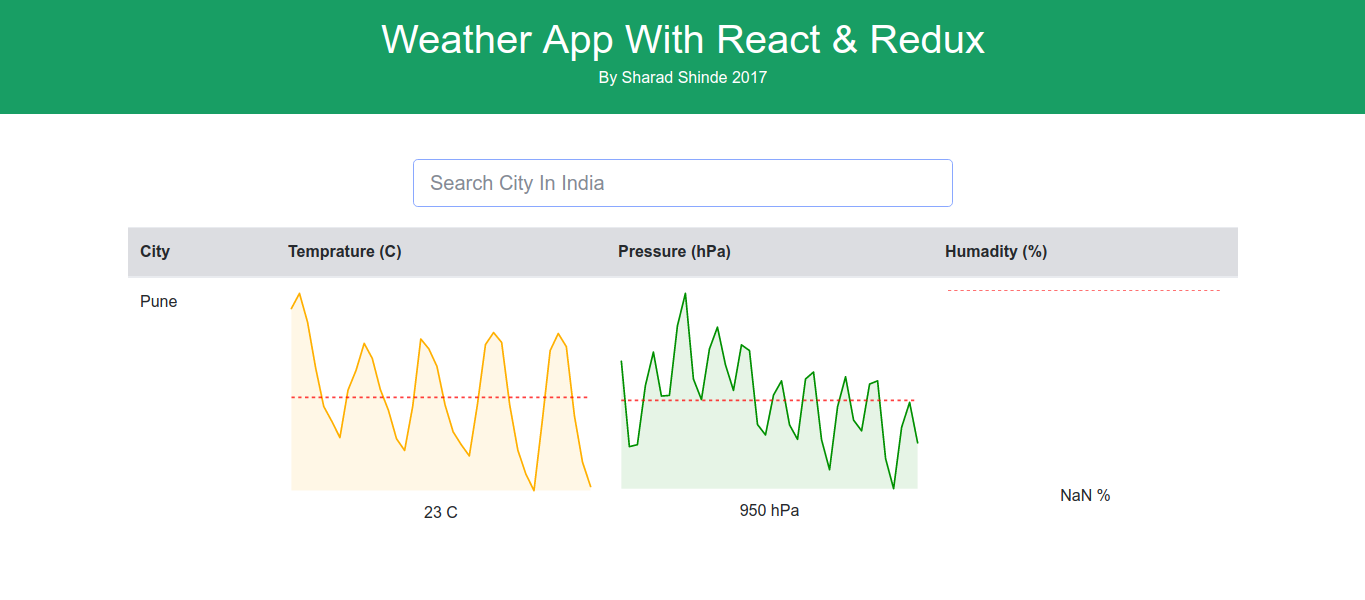 Weather App With React & Redux
By Sharad Shinde 2017
Search City In India
City Temprature (C) Pressure (hPa) Humadity (%)
Pune
23 C 950 hPa NaN %